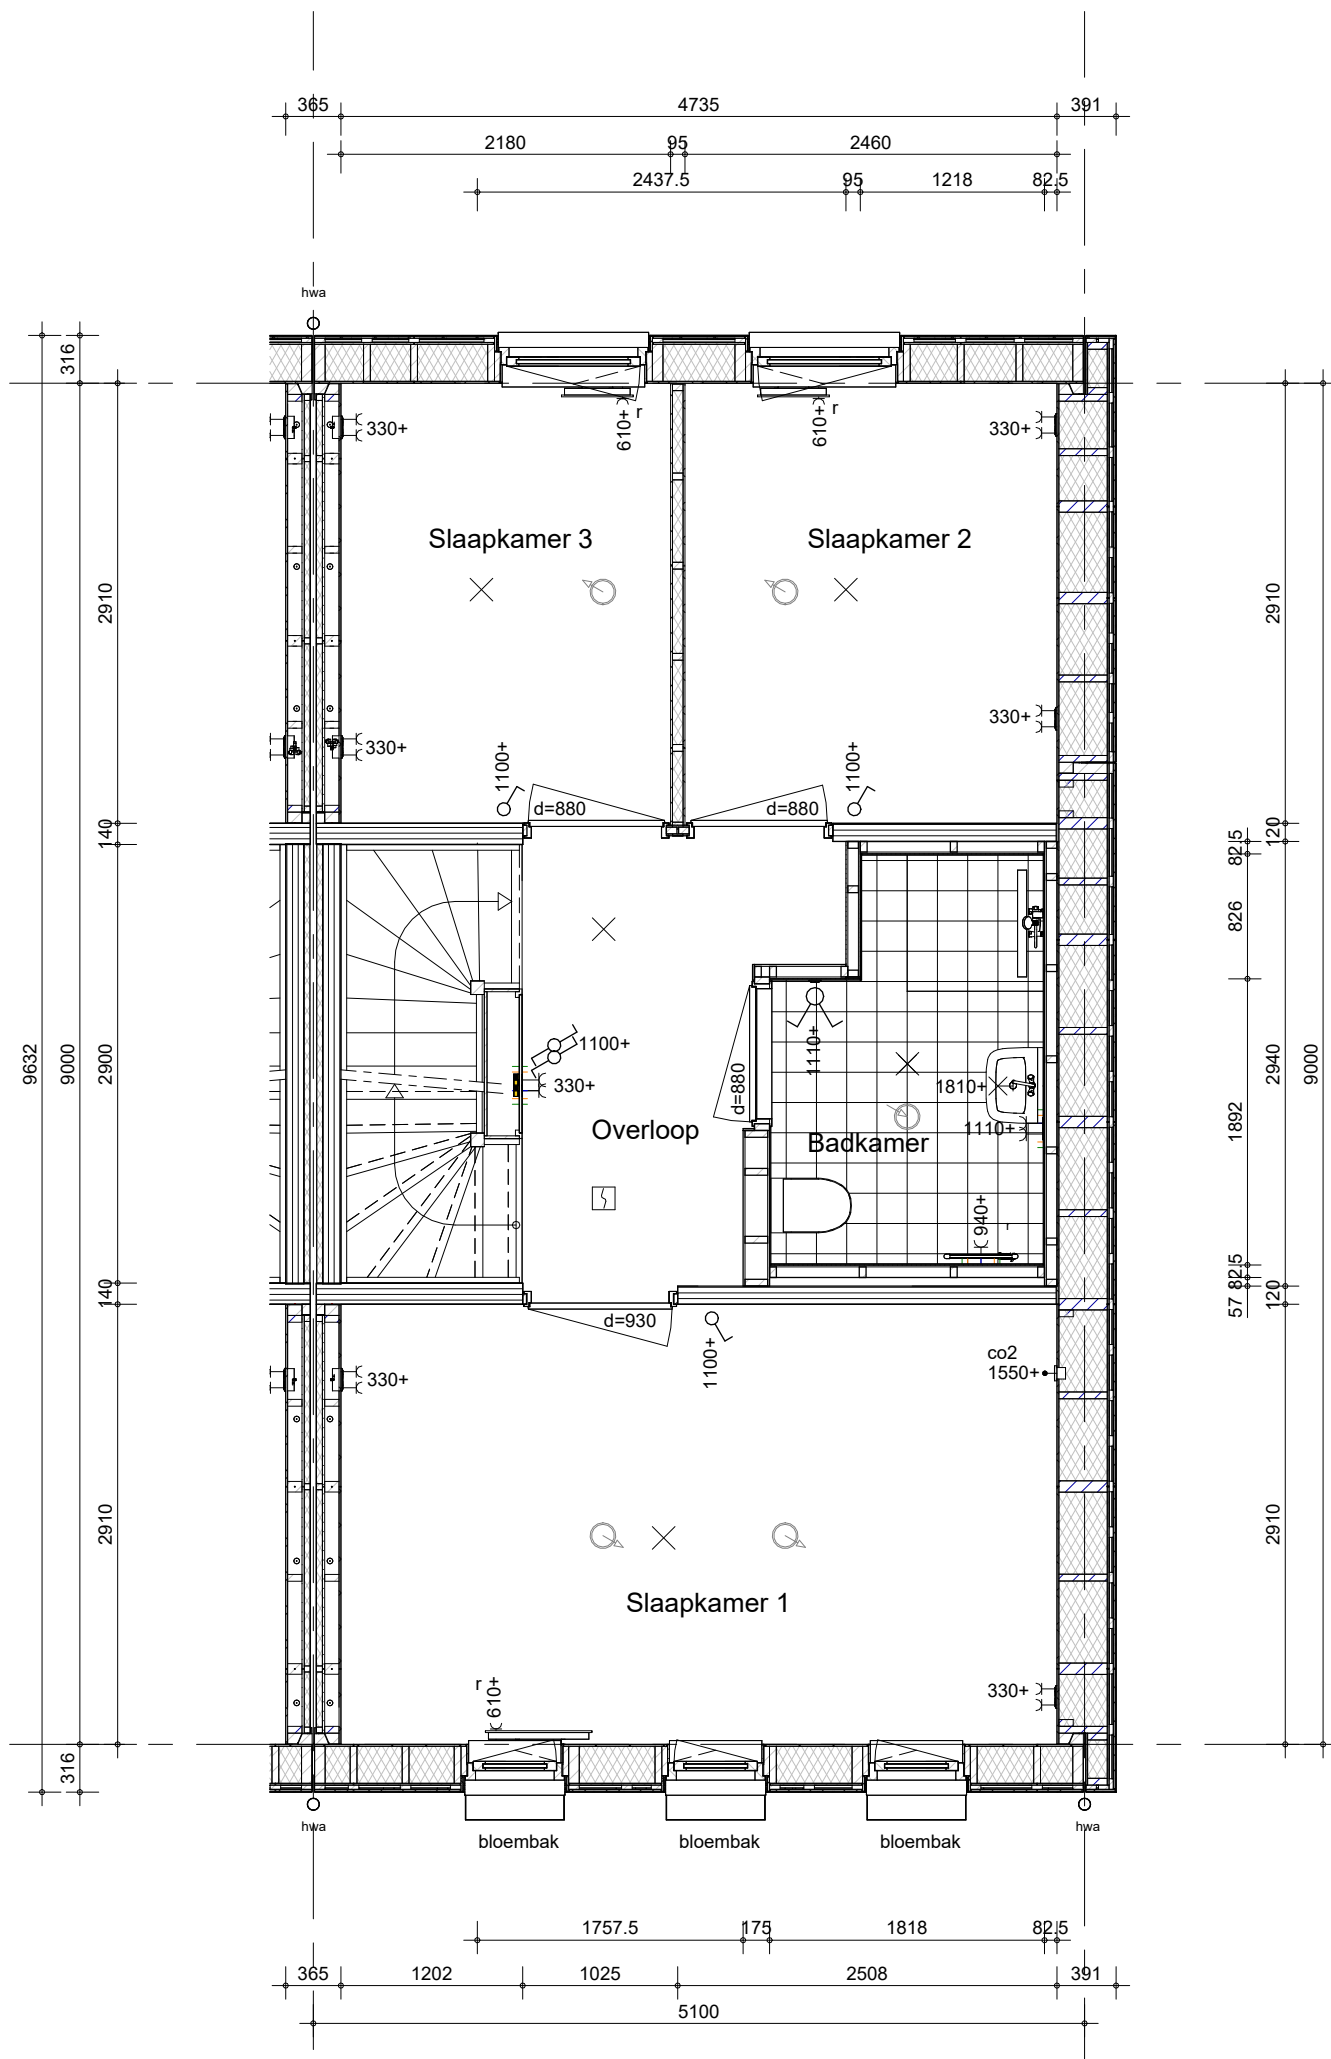 365 4735 391
2180 95 2460
2437.5 95 1218 82.5
hwa
316
610+ r
610+ r
330+
330+
Slaapkamer 3
Slaapkamer 2
2910
2910
330+
330+
1100+
1100+
d=880
d=880
140
120
82.5
826
9632
9000
2900
1100+
330+
d=880
1110+
1810+
1110+
2940
9000
1892
Overloop
Badkamer
940+
140
82.5
57
120
d=930
1100+
co2
1550+
330+
2910
2910
Slaapkamer 1
r
610+
330+
316
hwa
bloembak
bloembak
bloembak
hwa
1757.5 175 1818 82.5
365 1202 1025 2508 391
5100